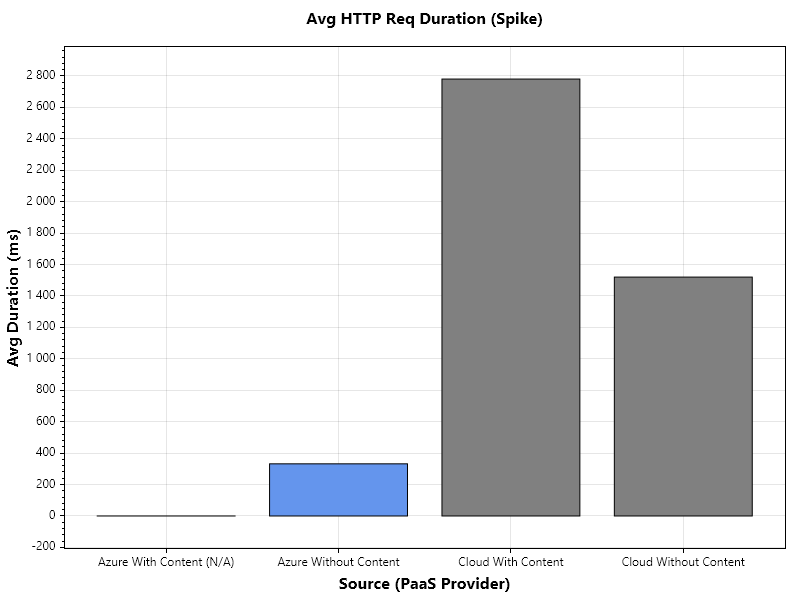 Avg HTTP Req Duration (Spike)
2 800
2 600
2 400
2 200
2 000
1 800
1 600
1 400
1 200
1 000
800
600
400
200
0
-200
Avg Duration (ms)
Azure With Content (N/A)
Azure Without Content
Cloud With Content
Cloud Without Content
Source (PaaS Provider)